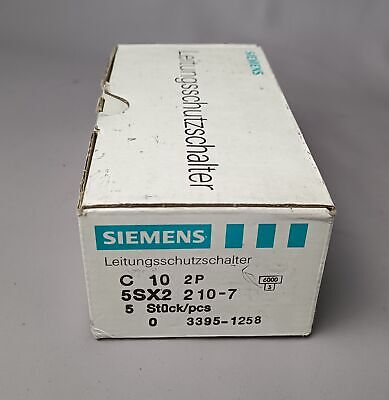 SIEMENS
Leitungsschutzschalter
SIEMENS
Leitungsschutzschalter
C 10 2P
6000
3
5SX2 210-7
5 Stück/pcs
0 3395-1258